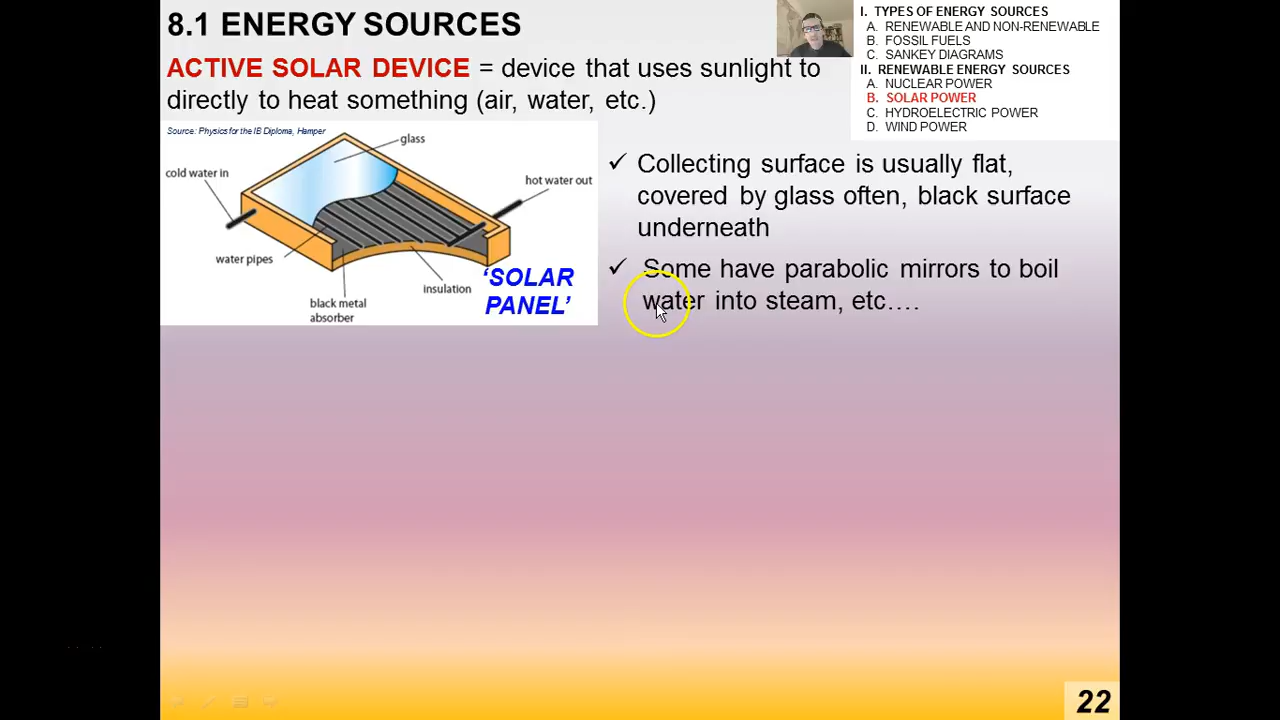 8.1 ENERGY SOURCES
ACTIVE SOLAR DEVICE = device that uses sunlight to
directly to heat something (air, water, etc.)
I. TYPES OF ENERGY SOURCES
A. RENEWABLE AND NON-RENEWABLE
B. FOSSIL FUELS
C. SANKEY DIAGRAMS
II. RENEWABLE ENERGY SOURCES
A. NUCLEAR POWER
B. SOLAR POWER
C. HYDROELECTRIC POWER
D. WIND POWER
Source: Physics for the IB Diploma, Hamper
glass
cold water in
hot water out
water pipes
insulation
black metal
absorber
‘SOLAR
PANEL’
✓ Collecting surface is usually flat,
covered by glass often, black surface
underneath
✓ Some have parabolic mirrors to boil
water into steam, etc….
22